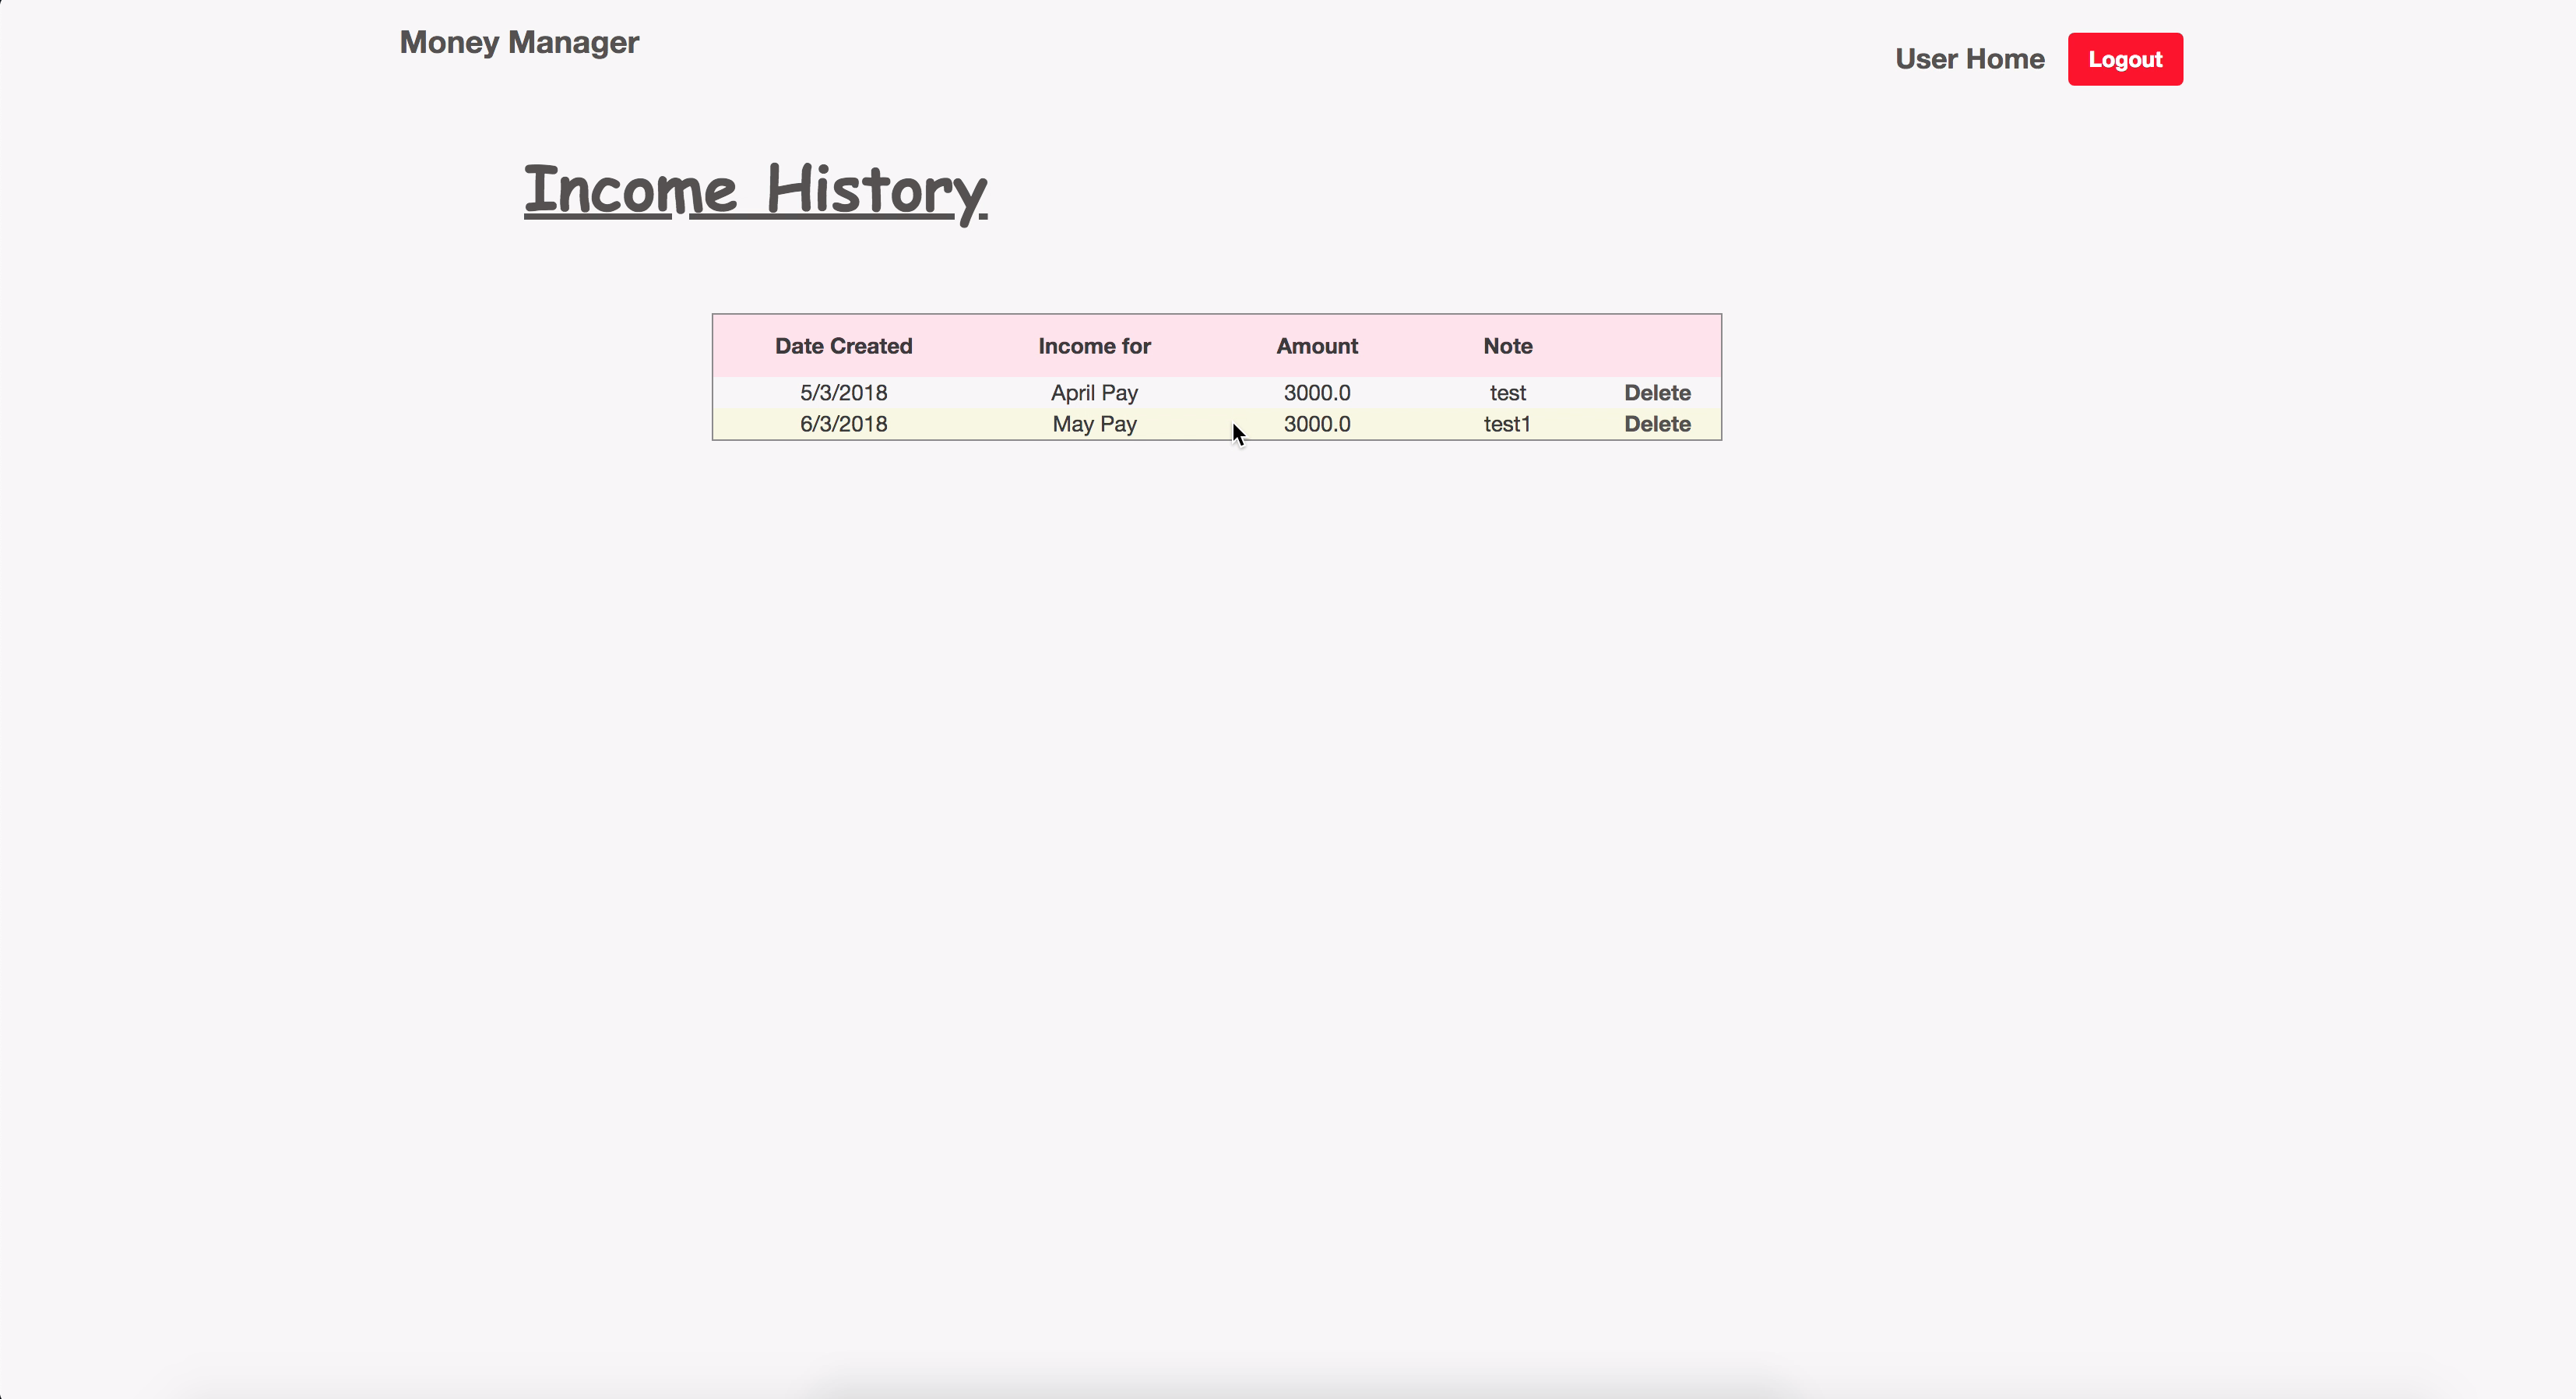 Money Manager
User Home Logout
Income History
Date Created Income for Amount Note
5/3/2018 April Pay 3000.0 test Delete
6/3/2018 May Pay 3000.0 test1 Delete